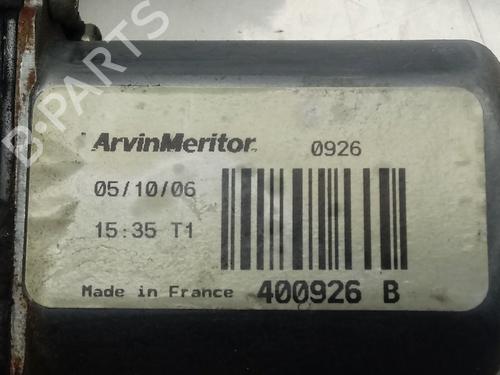 ArvinMeritor. 0926
05/10/06
15:35 T1
Made in France 400926 B
B-PARTS